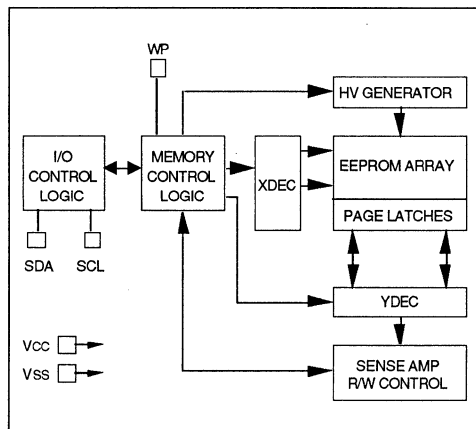 WP
HV GENERATOR
I/O
CONTROL
LOGIC
MEMORY
CONTROL
LOGIC
XDEC
EEPROM ARRAY
PAGE LATCHES
SDA
SCL
YDEC
VCC
VSS
SENSE AMP
R/W CONTROL